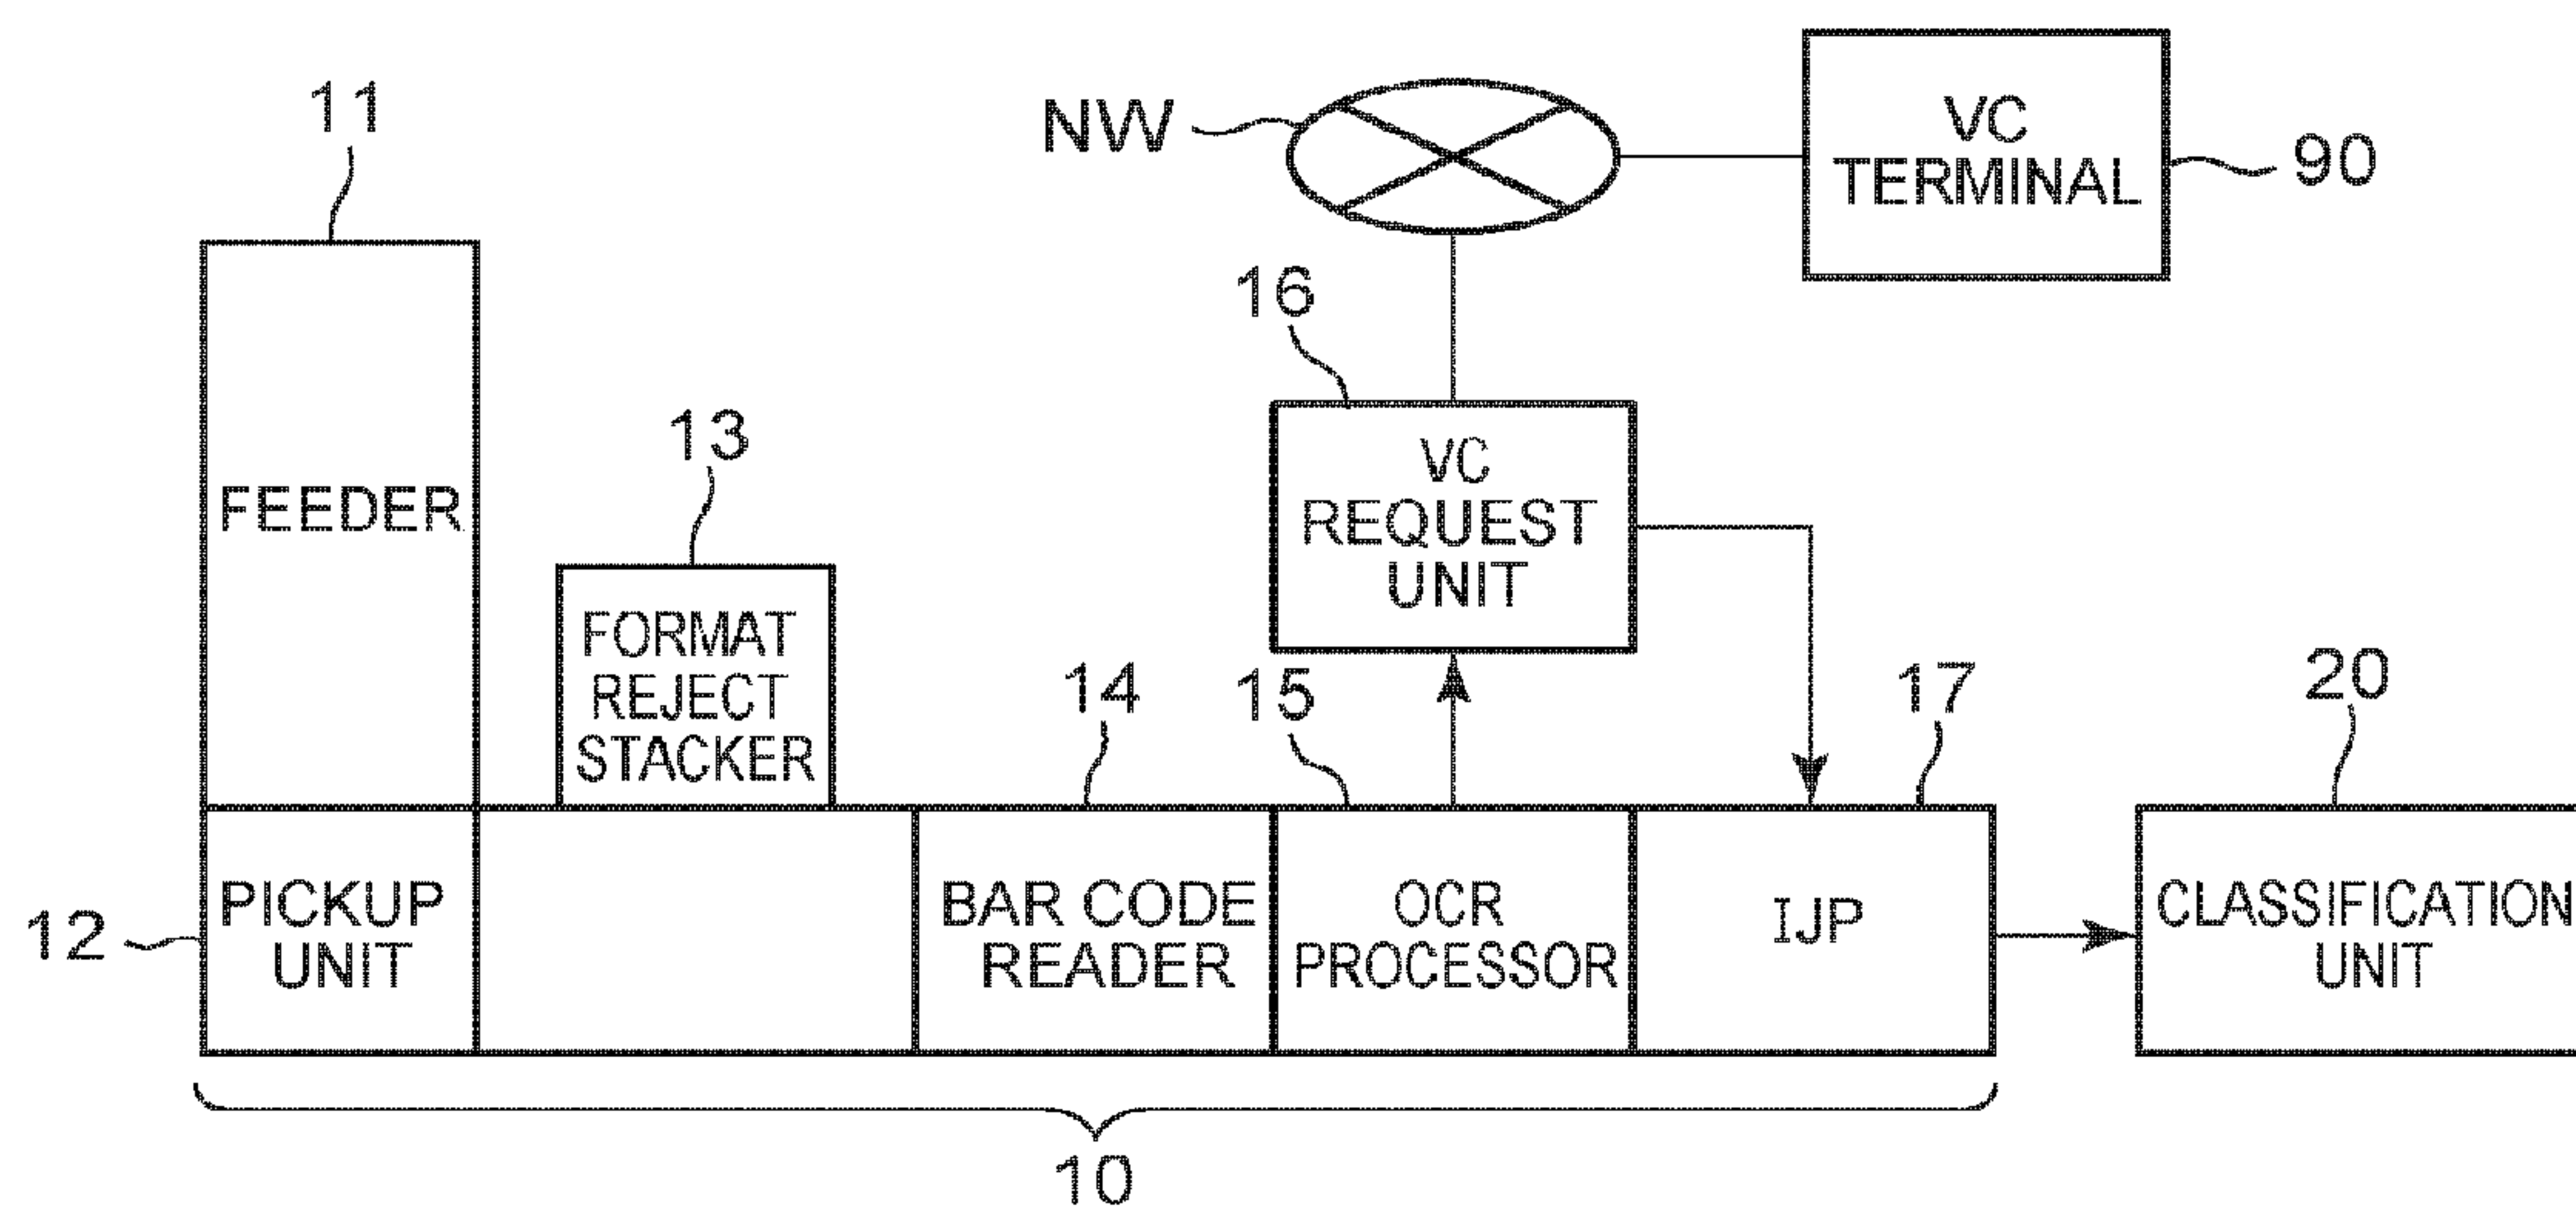 11
NW
VC
TERMINAL
90
16
13
FEEDER
VC
REQUEST
UNIT
FORMAT
REJECT
STACKER
14
15
17
20
12
PICKUP
UNIT
BAR CODE
READER
OCR
PROCESSOR
IJP
CLASSIFICATION
UNIT
10